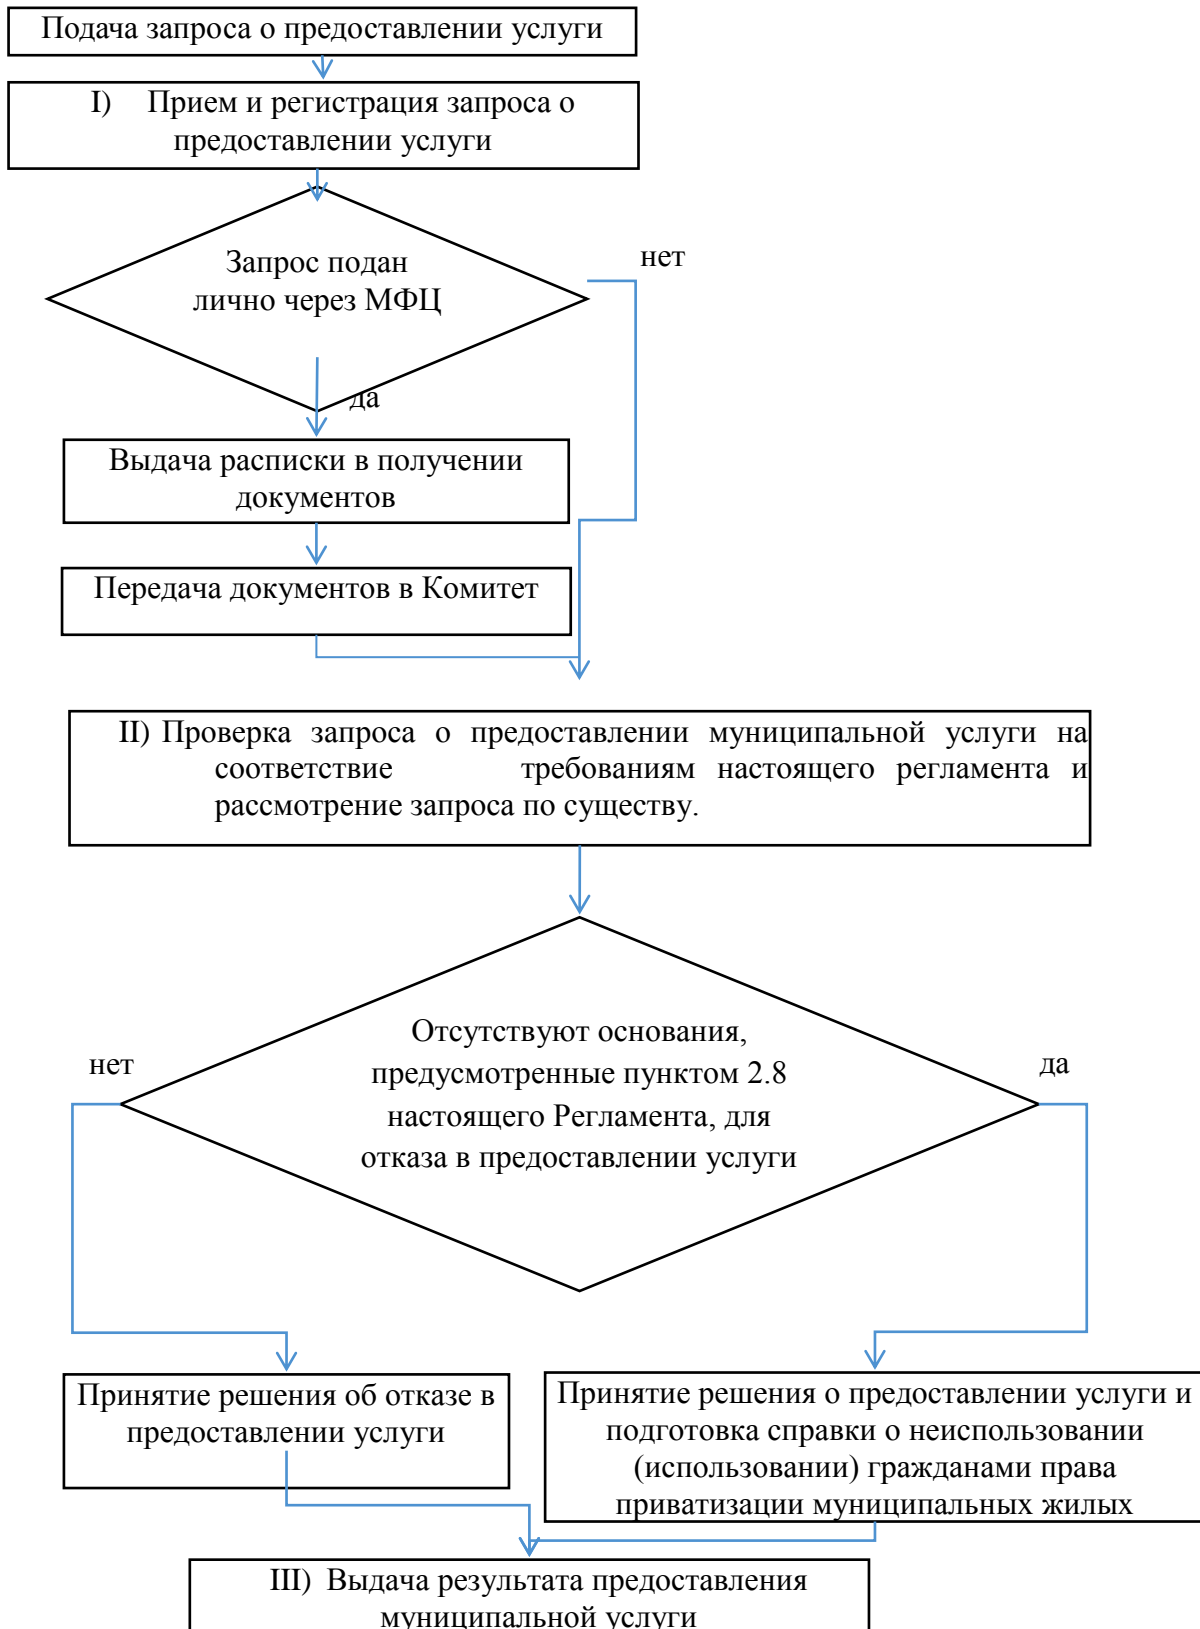 Подача запроса о предоставлении услуги
I) Прием и регистрация запроса о
предоставлении услуги
Запрос подан
лично через МФЦ
нет
да
Выдача расписки в получении
документов
Передача документов в Комитет
II) Проверка запроса о предоставлении муниципальной услуги на
соответствие требованиям настоящего регламента и
рассмотрение запроса по существу.
Отсутствуют основания,
предусмотренные пунктом 2.8
настоящего Регламента, для
отказа в предоставлении услуги
нет
да
Принятие решения об отказе в
предоставлении услуги
Принятие решения о предоставлении услуги и
подготовка справки о неиспользовании
(использовании) гражданами права
приватизации муниципальных жилых
III) Выдача результата предоставления
муниципальной услуги